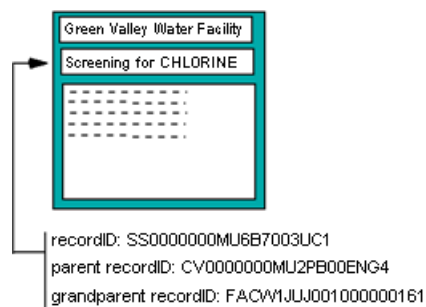 Green Valley Water Facility
Screening for CHLORINE
recordID: SS0000000MU6B7003UC1
parent recordID: CV0000000MU2PB00ENG4
grandparent recordID: FACW1JUJ001000000161